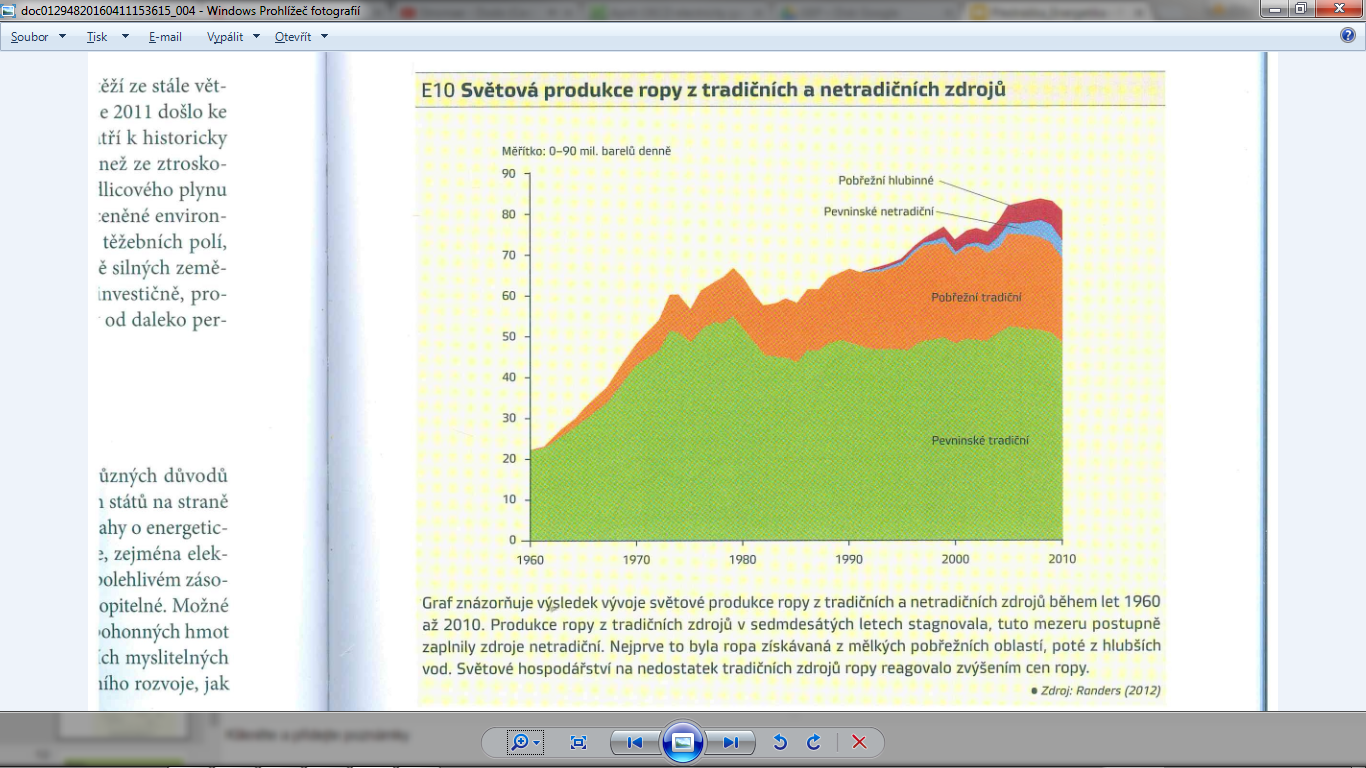 doc01294820160411153615_004 - Windows Prohlížeč fotografií
Soubor Tisk E-mail Vypálit Otevřít
těží ze stále vět-
e 2011 došlo ke
tří k historicky
než ze ztrosko-
dlicového plynu
ceněné environ-
těžebních polí,
ě silných země-
investičně, pro-
od daleko per-
ůzných důvodů
států na straně
ahy o energetic-
e, zejména elek-
polehlivém záso-
opitelné. Možné
pohonných hmot
ích myslitelných
ního rozvoje, jak
E10 Světová produkce ropy z tradičních a netradičních zdrojů
Měřítko: 0–90 mil. barelů denně
90
80
70
60
50
40
30
20
10
0
Pobřežní hlubinné
Pevninské netradiční
Pobřežní tradiční
Pevninské tradiční
1960 1970 1980 1990 2000 2010
Graf znázorňuje výsledek vývoje světové produkce ropy z tradičních a netradičních zdrojů během let 1960
až 2010. Produkce ropy z tradičních zdrojů v sedmdesátých letech stagnovala, tuto mezeru postupně
zaplnily zdroje netradiční. Nejprve to byla ropa získávaná z mělkých pobřežních oblastí, poté z hlubších
vod. Světové hospodářství na nedostatek tradičních zdrojů ropy reagovalo zvýšením cen ropy.
• Zdroj: Randers (2012)